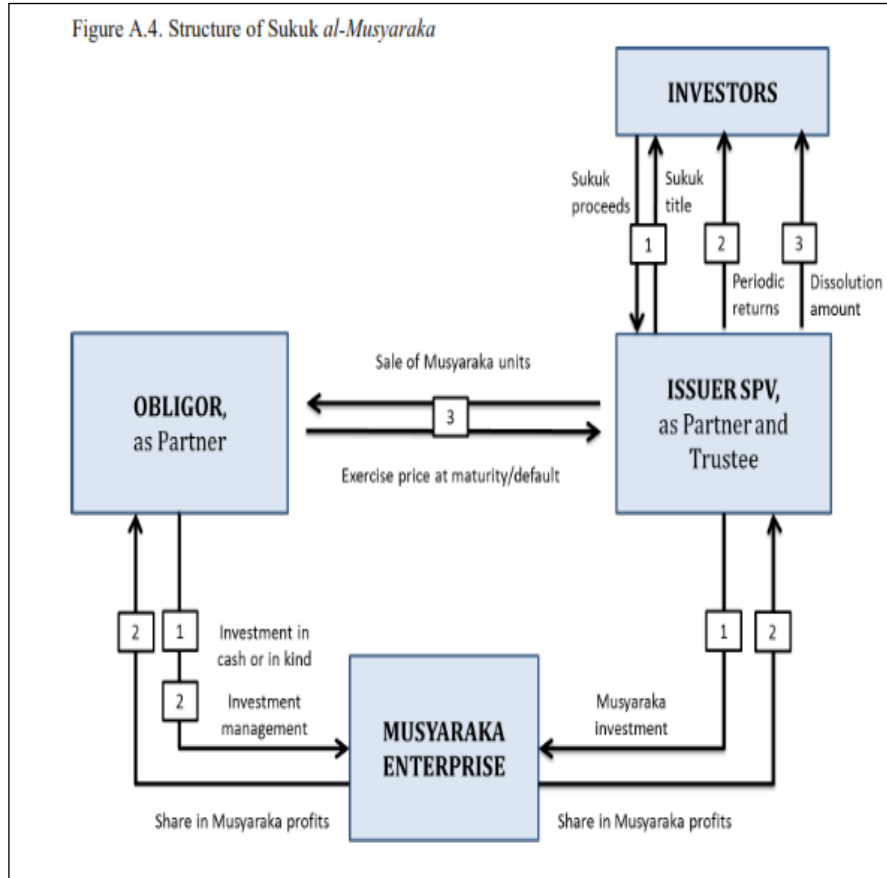 Figure A.4. Structure of Sukuk al-Musyaraka
INVESTORS
Sukuk
proceeds
Sukuk
title
1
2
3
Periodic
returns
Dissolution
amount
OBLIGOR,
as Partner
Sale of Musyaraka units
3
Exercise price at maturity/default
ISSUER SPV,
as Partner and
Trustee
2
1
Investment in
cash or in kind
2
Investment
management
1
2
Musyaraka
investment
MUSYARAKA
ENTERPRISE
Share in Musyaraka profits
Share in Musyaraka profits